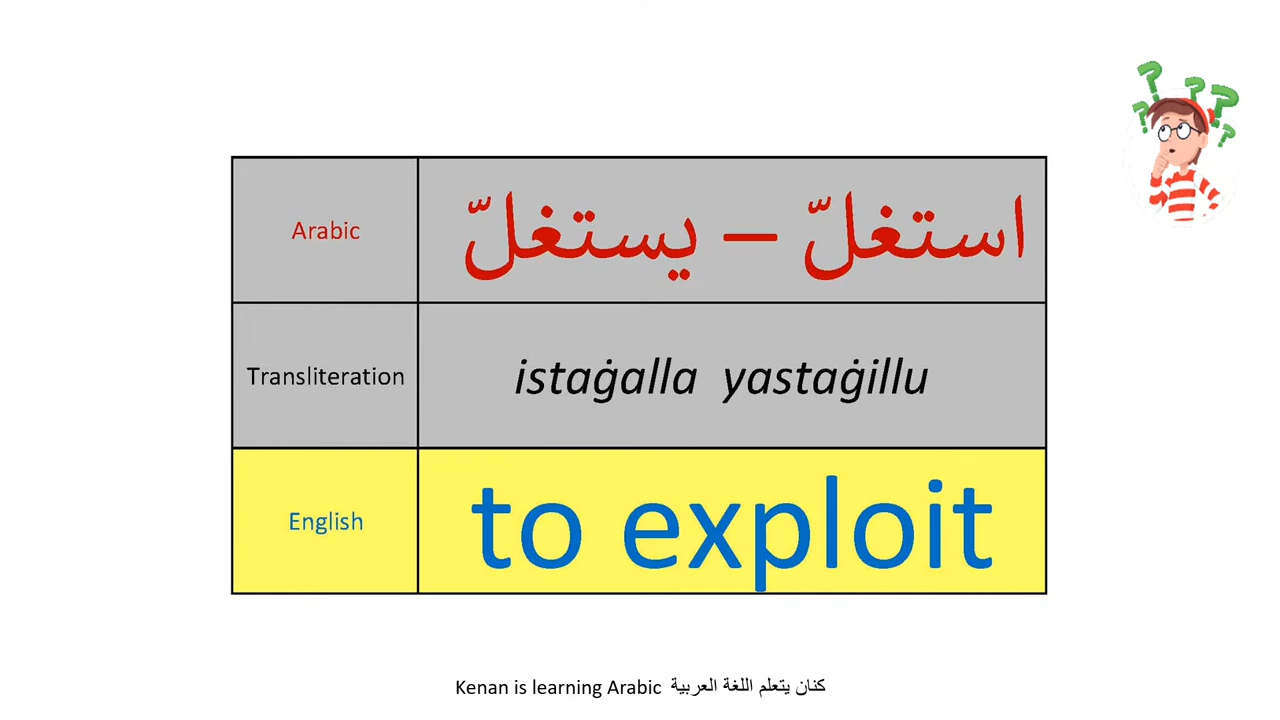 Arabic
استغلّ – يستغلّ
Transliteration
istaġalla yastaġillu
English
to exploit
Kenan is learning Arabic كنان يتعلم اللغة العربية